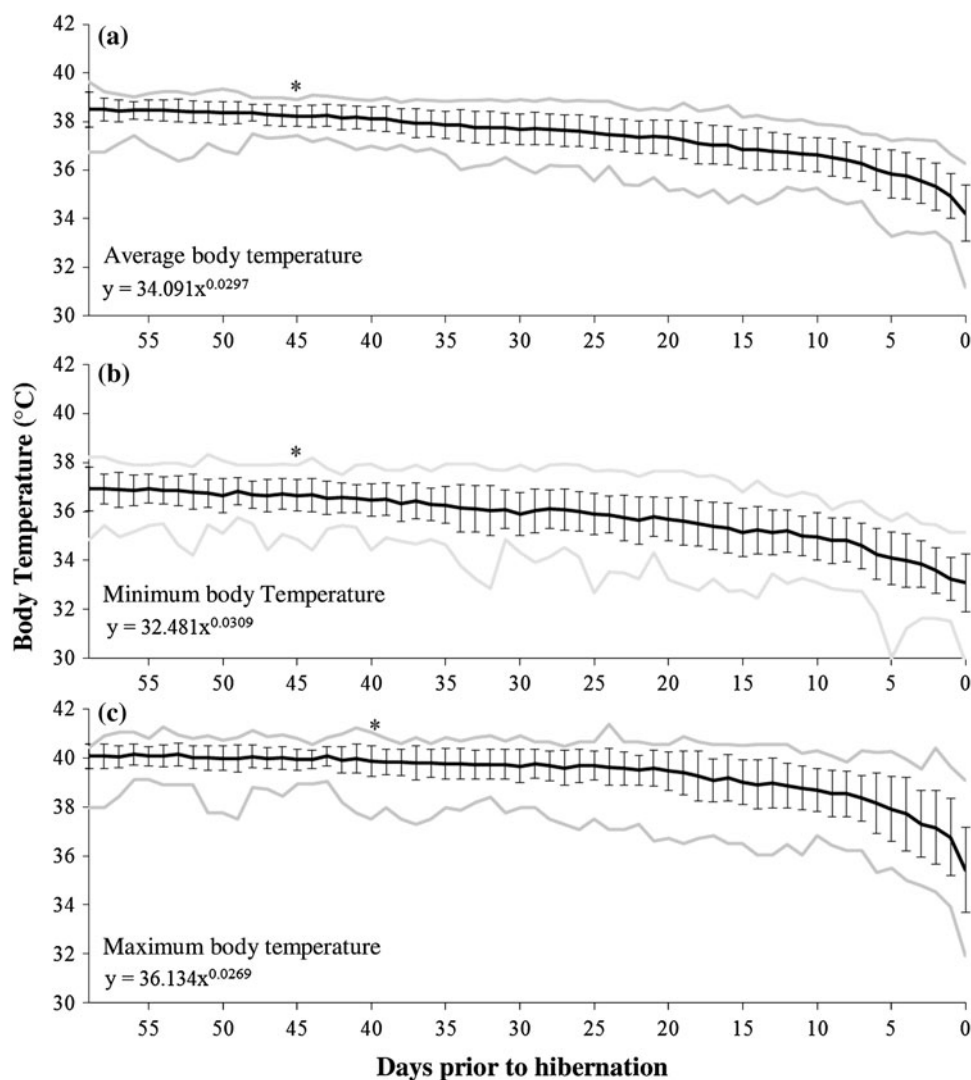 (a)
42
40
38
36
34
32
30
*
Average body temperature
y = 34.091x^0.0297
55 50 45 40 35 30 25 20 15 10 5 0
(b)
42
40
38
36
34
32
30
*
Minimum body Temperature
y = 32.481x^0.0309
55 50 45 40 35 30 25 20 15 10 5 0
Body Temperature (°C)
(c)
42
40
38
36
34
32
30
*
Maximum body temperature
y = 36.134x^0.0269
55 50 45 40 35 30 25 20 15 10 5 0
Days prior to hibernation